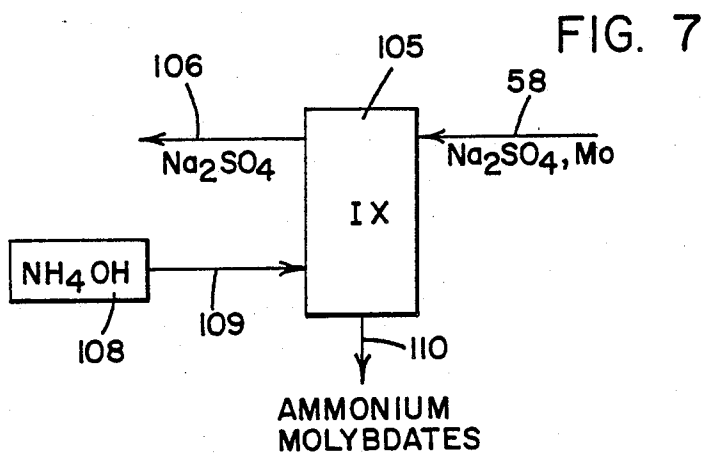 FIG. 7
106
105
58
Na2SO4
Na2SO4, Mo
IX
NH4OH
108
109
110
AMMONIUM
MOLYBDATES